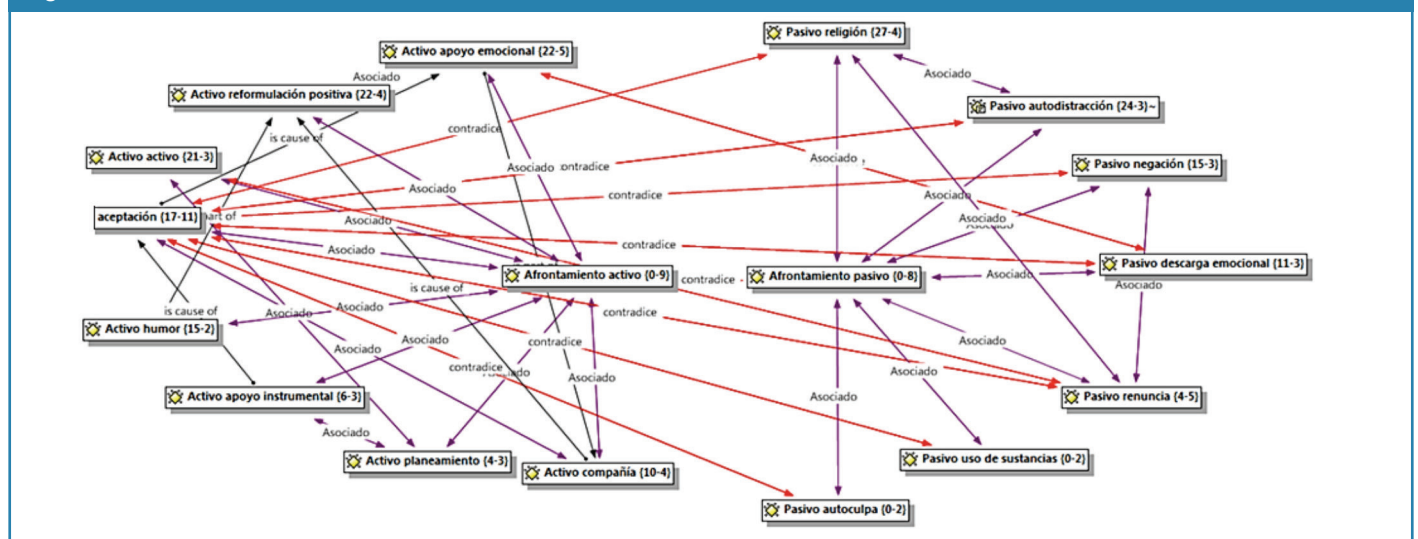 Pasivo religión {27-4}
Activo apoyo emocional {22-5}
Asociado
Asociado
Activo reformulación positiva {22-4}
Pasivo autodistracción {24-3}~
contradice
is cause of
Activo activo {21-3}
Asociado
Asociado
contradice
Pasivo negación {15-3}
Asociado
contradice
Asociado
aceptación {17-11}
part of
Asociado
Asociado
contradice
Asociado
Pasivo descarga emocional {11-3}
Afrontamiento activo {0-9}
Afrontamiento pasivo {0-8}
Asociado
contradice
Asociado
is cause of
Asociado
is cause of
Asociado
contradice
Activo humor {15-2}
Asociado
Asociado
contradice
Asociado
contradice
Asociado
Asociado
Activo apoyo instrumental {6-3}
Asociado
Pasivo renuncia {4-5}
Asociado
Activo planeamiento {4-3}
Activo compañía {10-4}
Pasivo uso de sustancias {0-2}
Pasivo autoculpa {0-2}